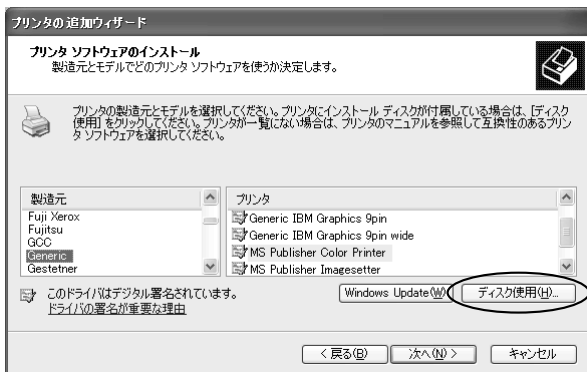 プリンタの追加ウィザード
プリンタ ソフトウェアのインストール
製造元とモデルでどのプリンタ ソフトウェアを使うか決定します。
プリンタの製造元とモデルを選択してください。プリンタにインストール ディスクが付属している場合は、[ディスク
使用] をクリックしてください。プリンタが一覧にない場合は、プリンタのマニュアルを参照して互換性のあるプリン
タ ソフトウェアを選択してください。
製造元
Fuji Xerox
Fujitsu
GCC
Generic
Gestetner
プリンタ
Generic IBM Graphics 9pin
Generic IBM Graphics 9pin wide
MS Publisher Color Printer
MS Publisher Imagesetter
このドライバはデジタル署名されています。
ドライバの署名が重要な理由
Windows Update(W)
ディスク使用(H)...
< 戻る(B)
次へ(N) >
キャンセル